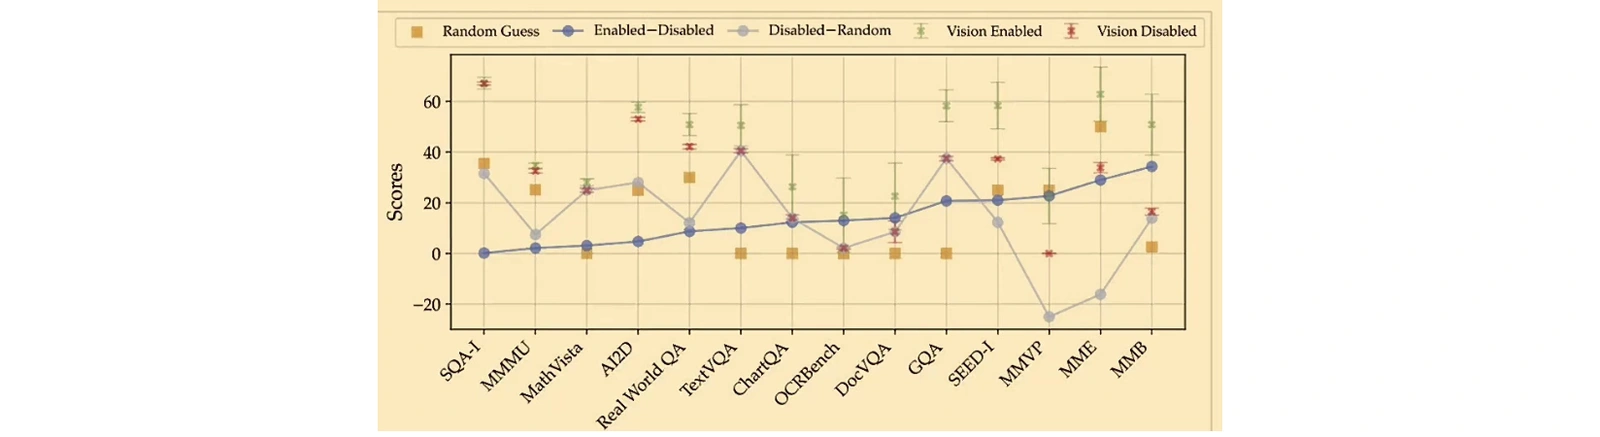 Random Guess Enabled−Disabled Disabled−Random Vision Enabled Vision Disabled
Scores
60
40
20
0
−20
SQA-I
MMMU
MathVista
AI2D
Real World QA
TextVQA
ChartQA
OCRBench
DocVQA
GQA
SEED-I
MMVP
MME
MMB